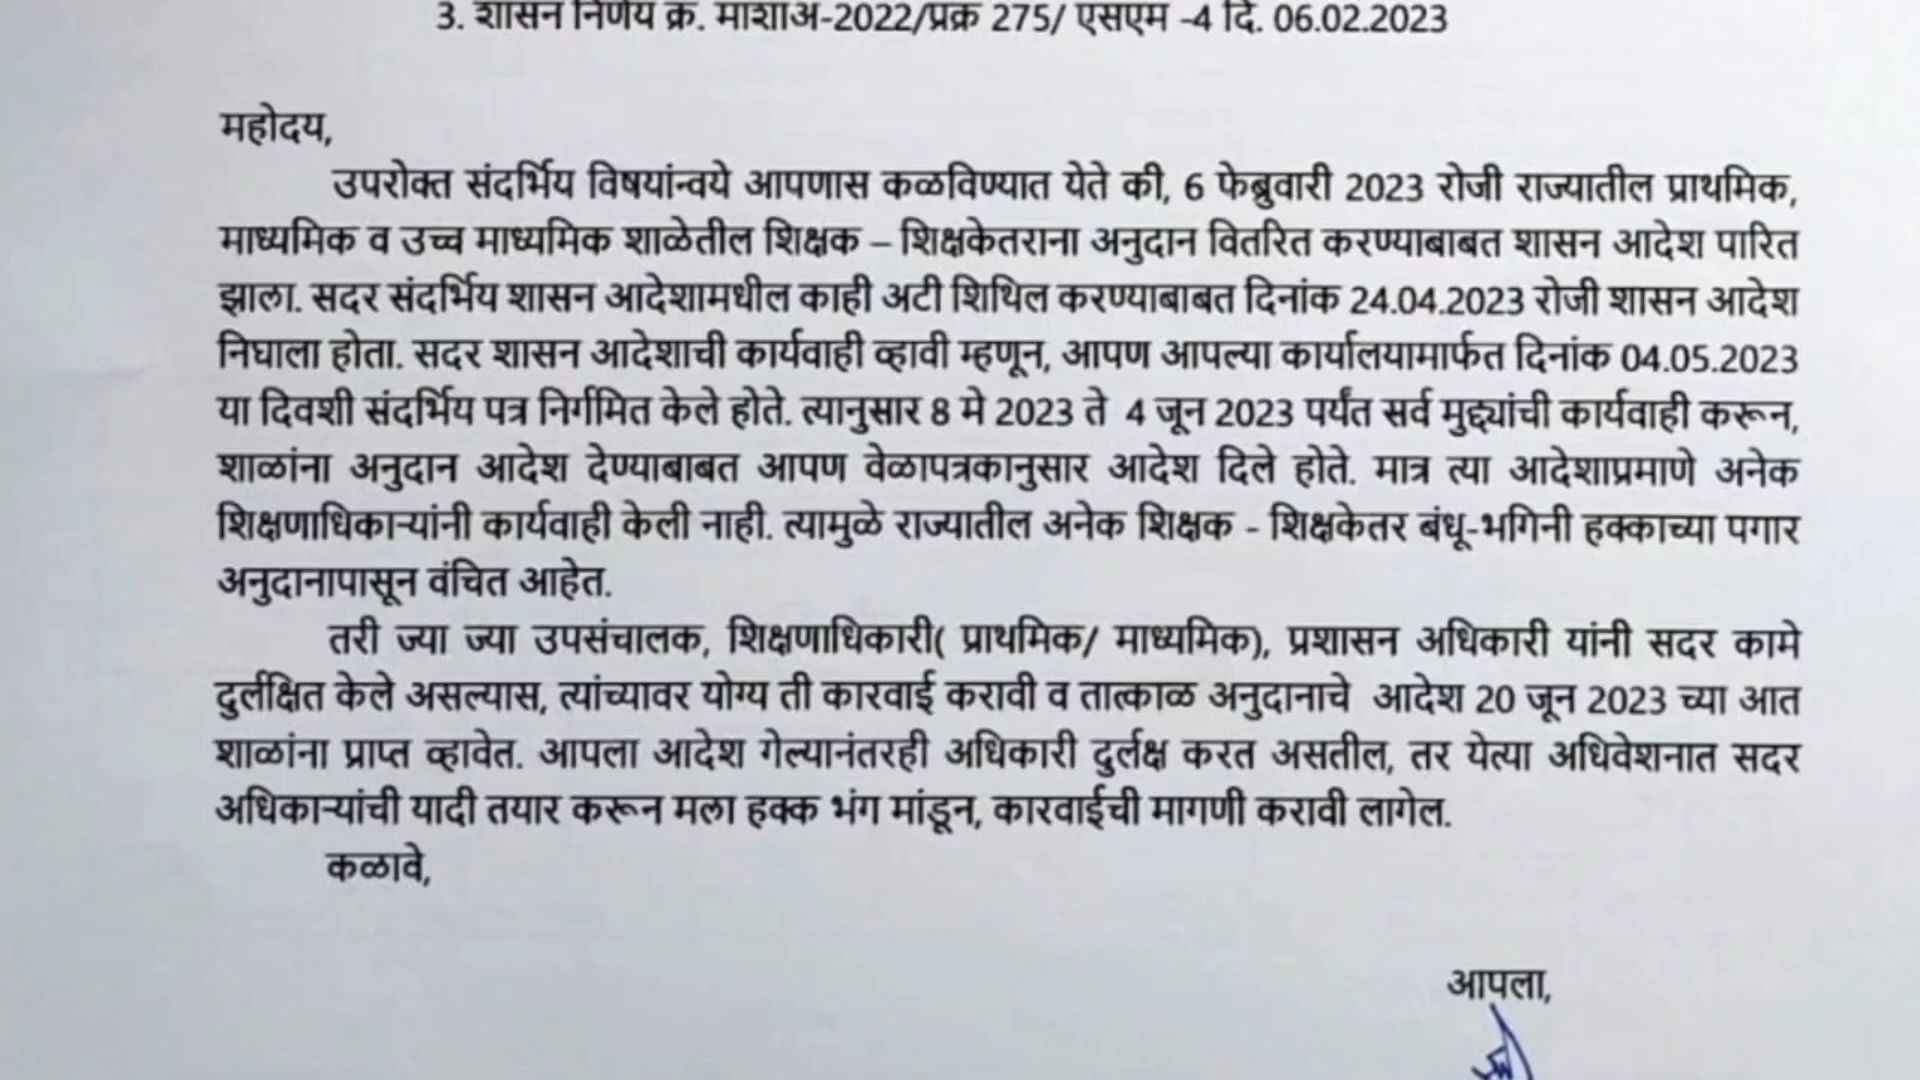 3. शासन निर्णय क्र. माशाअ-2022/प्रक्र 275/ एसएम -4 दि. 06.02.2023
महोदय,
उपरोक्त संदर्भिय विषयांन्वये आपणास कळविण्यात येते की, 6 फेब्रुवारी 2023 रोजी राज्यातील प्राथमिक,
माध्यमिक व उच्च माध्यमिक शाळेतील शिक्षक – शिक्षकेतराना अनुदान वितरित करण्याबाबत शासन आदेश पारित
झाला. सदर संदर्भिय शासन आदेशामधील काही अटी शिथिल करण्याबाबत दिनांक 24.04.2023 रोजी शासन आदेश
निघाला होता. सदर शासन आदेशाची कार्यवाही व्हावी म्हणून, आपण आपल्या कार्यालयामार्फत दिनांक 04.05.2023
या दिवशी संदर्भिय पत्र निर्गमित केले होते. त्यानुसार 8 मे 2023 ते 4 जून 2023 पर्यंत सर्व मुद्द्यांची कार्यवाही करून,
शाळांना अनुदान आदेश देण्याबाबत आपण वेळापत्रकानुसार आदेश दिले होते. मात्र त्या आदेशाप्रमाणे अनेक
शिक्षणाधिकाऱ्यांनी कार्यवाही केली नाही. त्यामुळे राज्यातील अनेक शिक्षक - शिक्षकेतर बंधू-भगिनी हक्काच्या पगार
अनुदानापासून वंचित आहेत.
तरी ज्या ज्या उपसंचालक, शिक्षणाधिकारी( प्राथमिक/ माध्यमिक), प्रशासन अधिकारी यांनी सदर कामे
दुर्लक्षित केले असल्यास, त्यांच्यावर योग्य ती कारवाई करावी व तात्काळ अनुदानाचे आदेश 20 जून 2023 च्या आत
शाळांना प्राप्त व्हावेत. आपला आदेश गेल्यानंतरही अधिकारी दुर्लक्ष करत असतील, तर येत्या अधिवेशनात सदर
अधिकाऱ्यांची यादी तयार करून मला हक्क भंग मांडून, कारवाईची मागणी करावी लागेल.
कळावे,
आपला,